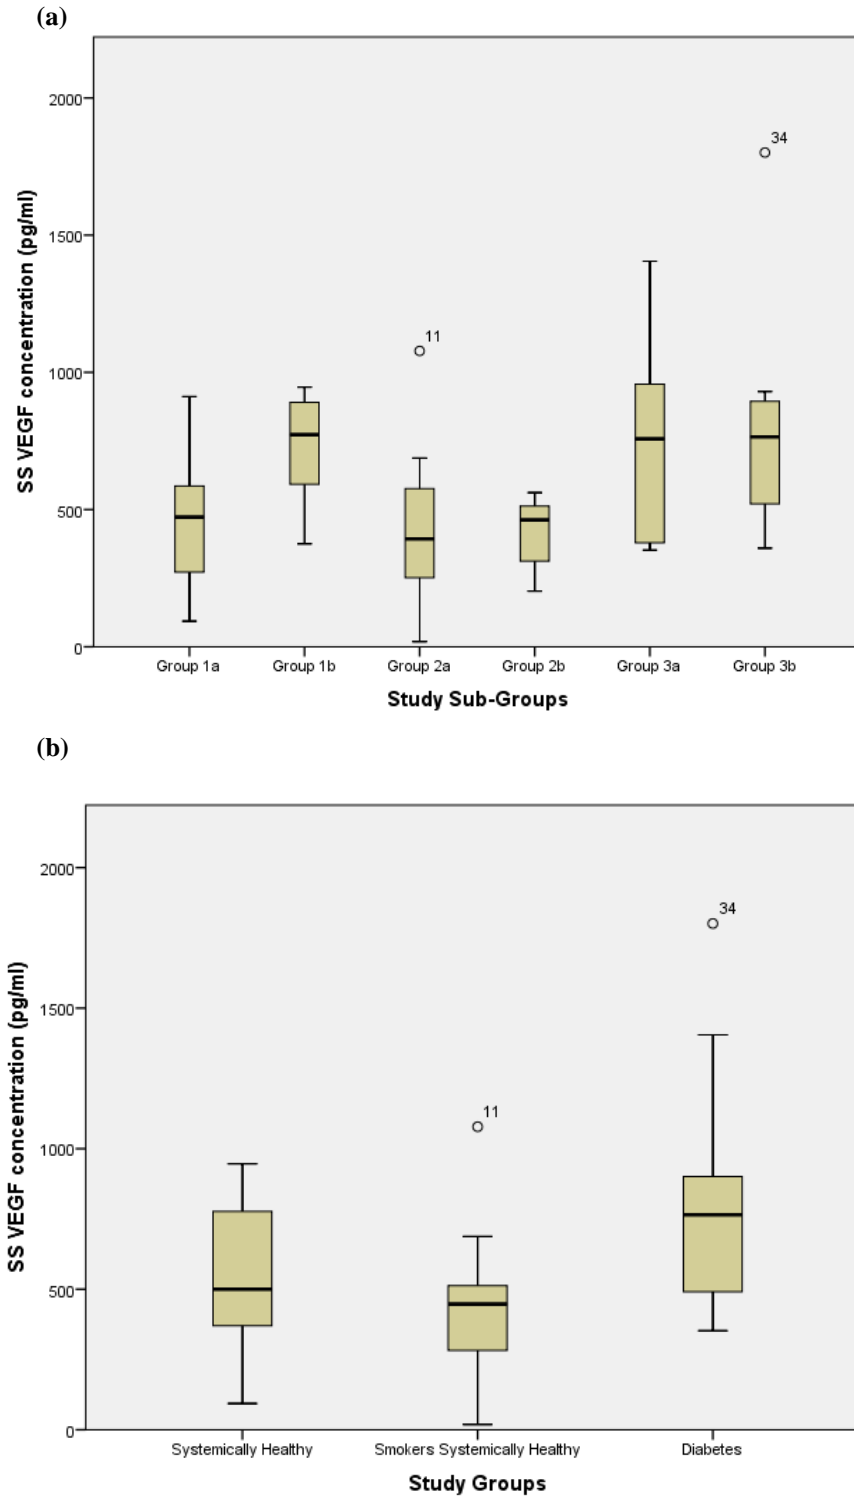 (a)
2000
1500
1000
500
0
SS VEGF concentration (pg/ml)
34
11
Group 1a Group 1b Group 2a Group 2b Group 3a Group 3b
Study Sub-Groups
(b)
2000
1500
1000
500
0
SS VEGF concentration (pg/ml)
34
11
Systemically Healthy Smokers Systemically Healthy Diabetes
Study Groups